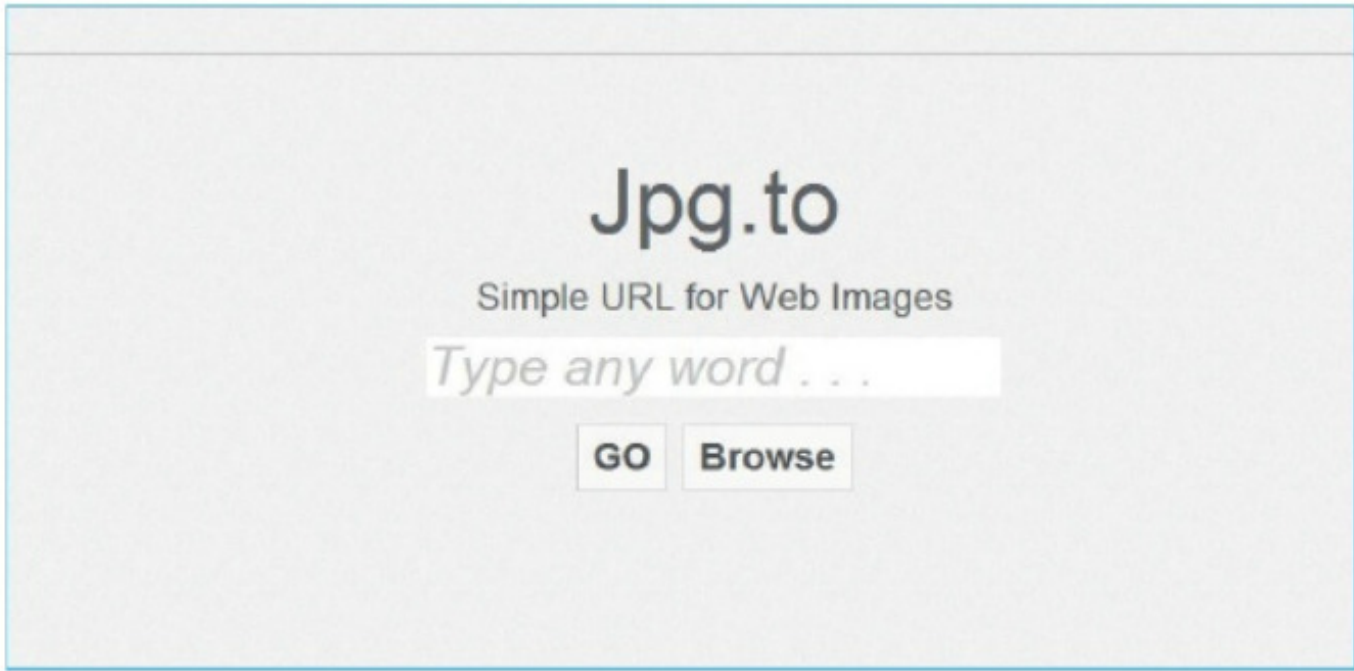 Jpg.to
Simple URL for Web Images
Type any word . . .
GO Browse